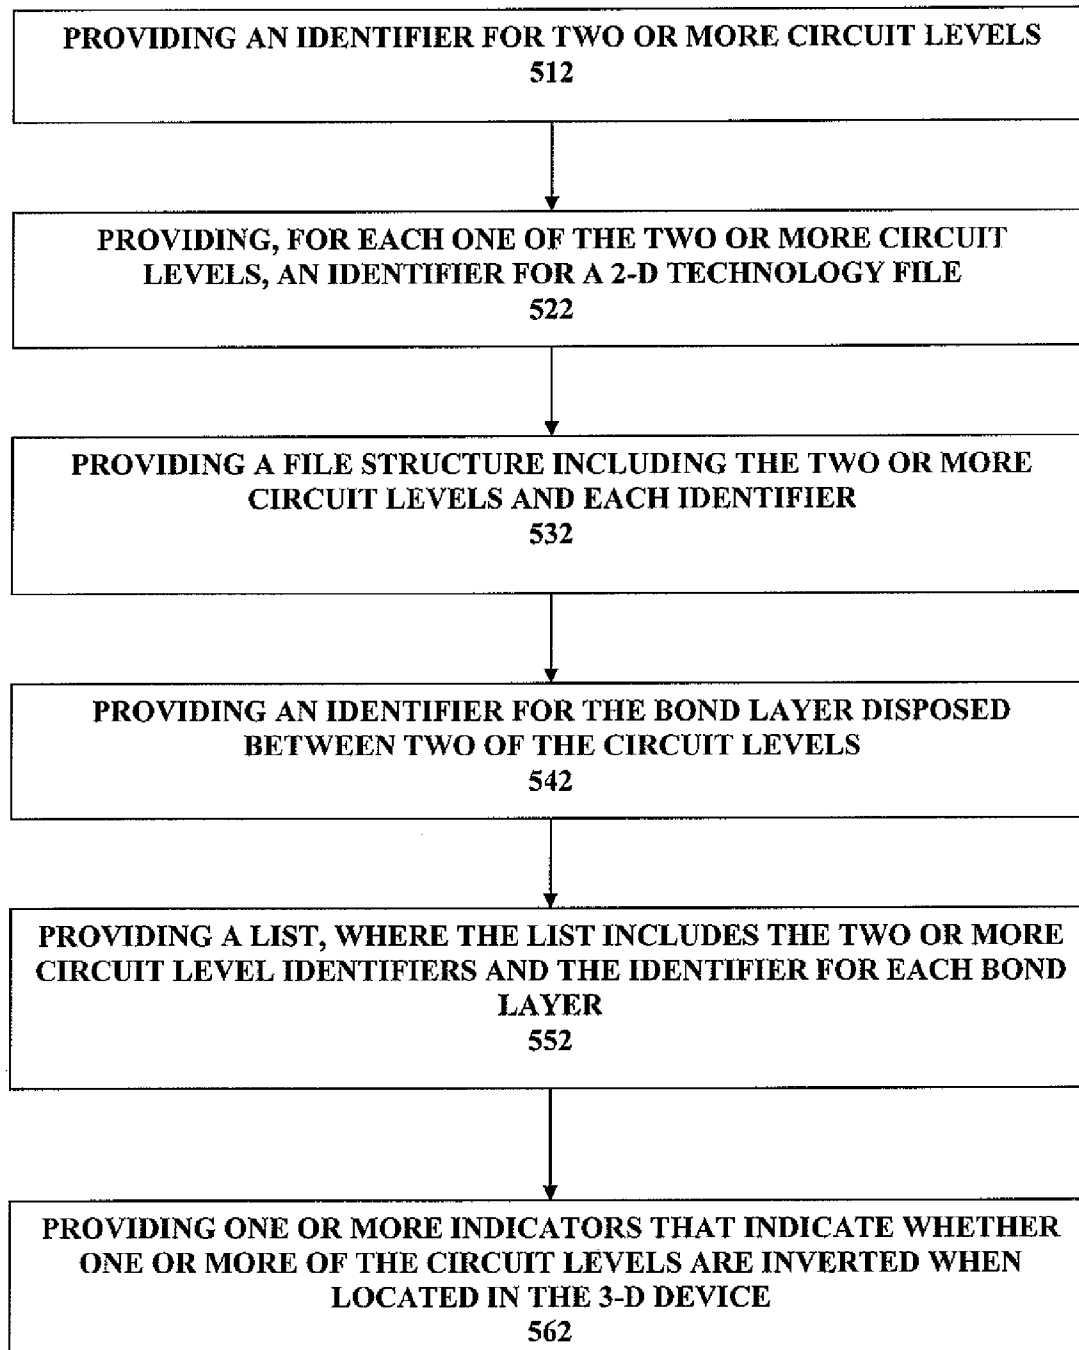 PROVIDING AN IDENTIFIER FOR TWO OR MORE CIRCUIT LEVELS
512
PROVIDING, FOR EACH ONE OF THE TWO OR MORE CIRCUIT
LEVELS, AN IDENTIFIER FOR A 2-D TECHNOLOGY FILE
522
PROVIDING A FILE STRUCTURE INCLUDING THE TWO OR MORE
CIRCUIT LEVELS AND EACH IDENTIFIER
532
PROVIDING AN IDENTIFIER FOR THE BOND LAYER DISPOSED
BETWEEN TWO OF THE CIRCUIT LEVELS
542
PROVIDING A LIST, WHERE THE LIST INCLUDES THE TWO OR MORE
CIRCUIT LEVEL IDENTIFIERS AND THE IDENTIFIER FOR EACH BOND
LAYER
552
PROVIDING ONE OR MORE INDICATORS THAT INDICATE WHETHER
ONE OR MORE OF THE CIRCUIT LEVELS ARE INVERTED WHEN
LOCATED IN THE 3-D DEVICE
562